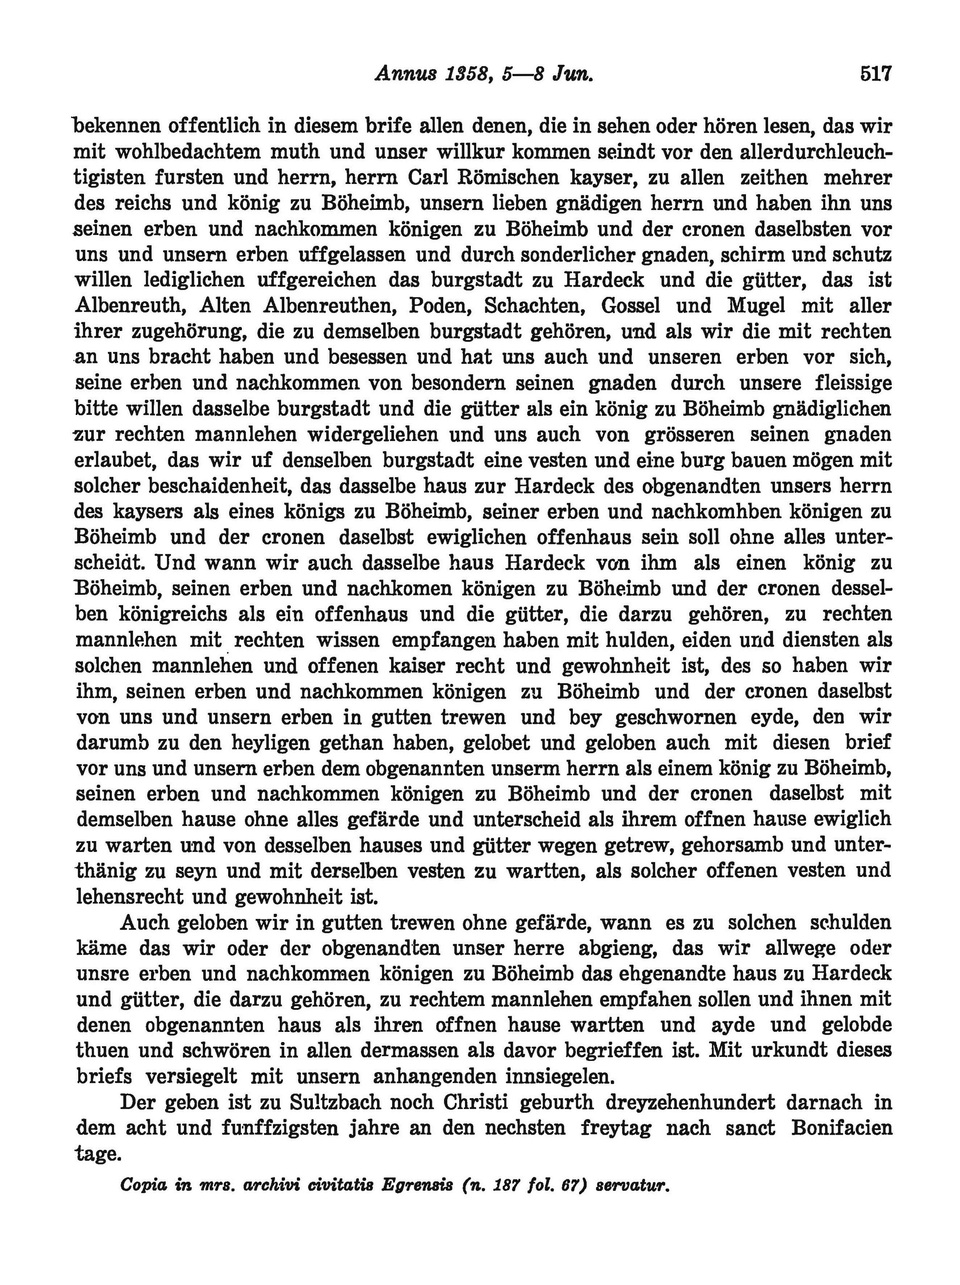 Annus 1358, 5—8 Jun. 517
bekennen offentlich in diesem brife allen denen, die in sehen oder hören lesen, das wir
mit wohlbedachtem muth und unser willkur kommen seindt vor den allerdurchleuch-
tigisten fursten und herrn, herrn Carl Römischen kayser, zu allen zeithen mehrer
des reichs und könig zu Böheimb, unsern lieben gnädigen herrn und haben ihn uns
seinen erben und nachkommen königen zu Böheimb und der cronen daselbsten vor
uns und unsern erben uffgelassen und durch sonderlicher gnaden, schirm und schutz
willen lediglichen uffgereichen das burgstadt zu Hardeck und die gütter, das ist
Albenreuth, Alten Albenreuthen, Poden, Schachten, Gossel und Mugel mit aller
ihrer zugehörung, die zu demselben burgstadt gehören, und als wir die mit rechten
an uns bracht haben und besessen und hat uns auch und unseren erben vor sich,
seine erben und nachkommen von besondern seinen gnaden durch unsere fleissige
bitte willen dasselbe burgstadt und die gütter als ein könig zu Böheimb gnädiglichen
zur rechten mannlehen widergeliehen und uns auch von grösseren seinen gnaden
erlaubet, das wir uf denselben burgstadt eine vesten und eine burg bauen mögen mit
solcher beschaidenheit, das dasselbe haus zur Hardeck des obgenandten unsers herrn
des kaysers als eines königs zu Böheimb, seiner erben und nachkomhben königen zu
Böheimb und der cronen daselbst ewiglichen offenhaus sein soll ohne alles unter-
scheidt. Und wann wir auch dasselbe haus Hardeck von ihm als einen könig zu
Böheimb, seinen erben und nachkomen königen zu Böheimb und der cronen dessel-
ben königreichs als ein offenhaus und die gütter, die darzu gehören, zu rechten
mannlehen mit rechten wissen empfangen haben mit hulden, eiden und diensten als
solchen mannlehen und offenen kaiser recht und gewohnheit ist, des so haben wir
ihm, seinen erben und nachkommen königen zu Böheimb und der cronen daselbst
von uns und unsern erben in gutten trewen und bey geschwornen eyde, den wir
darumb zu den heyligen gethan haben, gelobet und geloben auch mit diesen brief
vor uns und unsern erben dem obgenannten unserm herrn als einem könig zu Böheimb,
seinen erben und nachkommen königen zu Böheimb und der cronen daselbst mit
demselben hause ohne alles gefärde und unterscheid als ihrem offnen hause ewiglich
zu warten und von desselben hauses und gütter wegen getrew, gehorsamb und unter-
thänig zu seyn und mit derselben vesten zu wartten, als solcher offenen vesten und
lehensrecht und gewohnheit ist.
Auch geloben wir in gutten trewen ohne gefärde, wann es zu solchen schulden
käme das wir oder der obgenandten unser herre abgieng, das wir allwege oder
unsre erben und nachkommen königen zu Böheimb das ehgenandte haus zu Hardeck
und gütter, die darzu gehören, zu rechtem mannlehen empfahen sollen und ihnen mit
denen obgenannten haus als ihren offnen hause wartten und ayde und gelobde
thuen und schwören in allen dermassen als davor begrieffen ist. Mit urkundt dieses
briefs versiegelt mit unsern anhangenden innsiegelen.
Der geben ist zu Sultzbach noch Christi geburth dreyzehenhundert darnach in
dem acht und funffzigsten jahre an den nechsten freytag nach sanct Bonifacien
tage.
Copia in mrs. archivi civitatis Egrensis (n. 187 fol. 67) servatur.